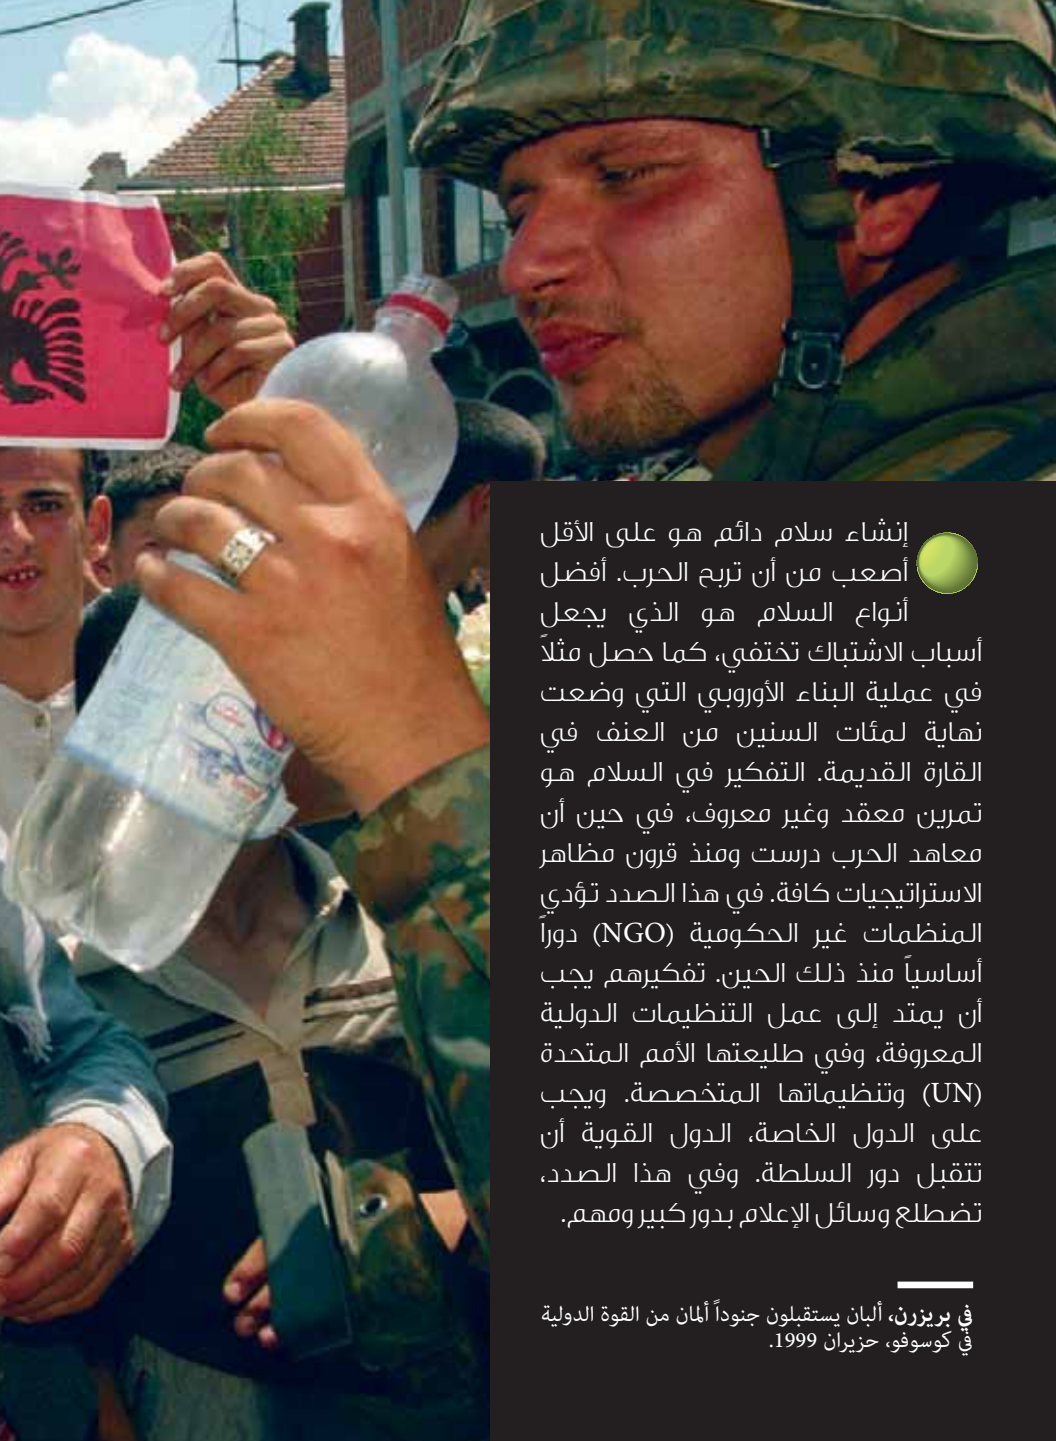 إنشاء سلام دائم هو على الأقل
أصعب من أن تربح الحرب. أفضل
أنواع السلام هو الذي يجعل
أسباب الاشتباك تختفي، كما حصل مثلاً
في عملية البناء الأوروبي التي وضعت
نهاية لمئات السنين من العنف في
القارة القديمة. التفكير في السلام هو
تمرين معقد وغير معروف، في حين أن
معاهد الحرب درست ومنذ قرون مظاهر
الاستراتيجيات كافة. في هذا الصدد تؤدي
المنظمات غير الحكومية (NGO) دوراً
أساسياً منذ ذلك الحين. تفكيرهم يجب
أن يمتد إلى عمل التنظيمات الدولية
المعروفة، وفي طليعتها الأمم المتحدة
(UN) وتنظيماتها المتخصصة. ويجب
على الدول الخاصة، الدول القوية أن
تتقبل دور السلطة. وفي هذا الصدد،
تضطلع وسائل الإعلام بدور كبير ومهم.
في بريزرن، ألبان يستقبلون جنوداً ألمان من القوة الدولية
في كوسوفو، حزيران 1999.